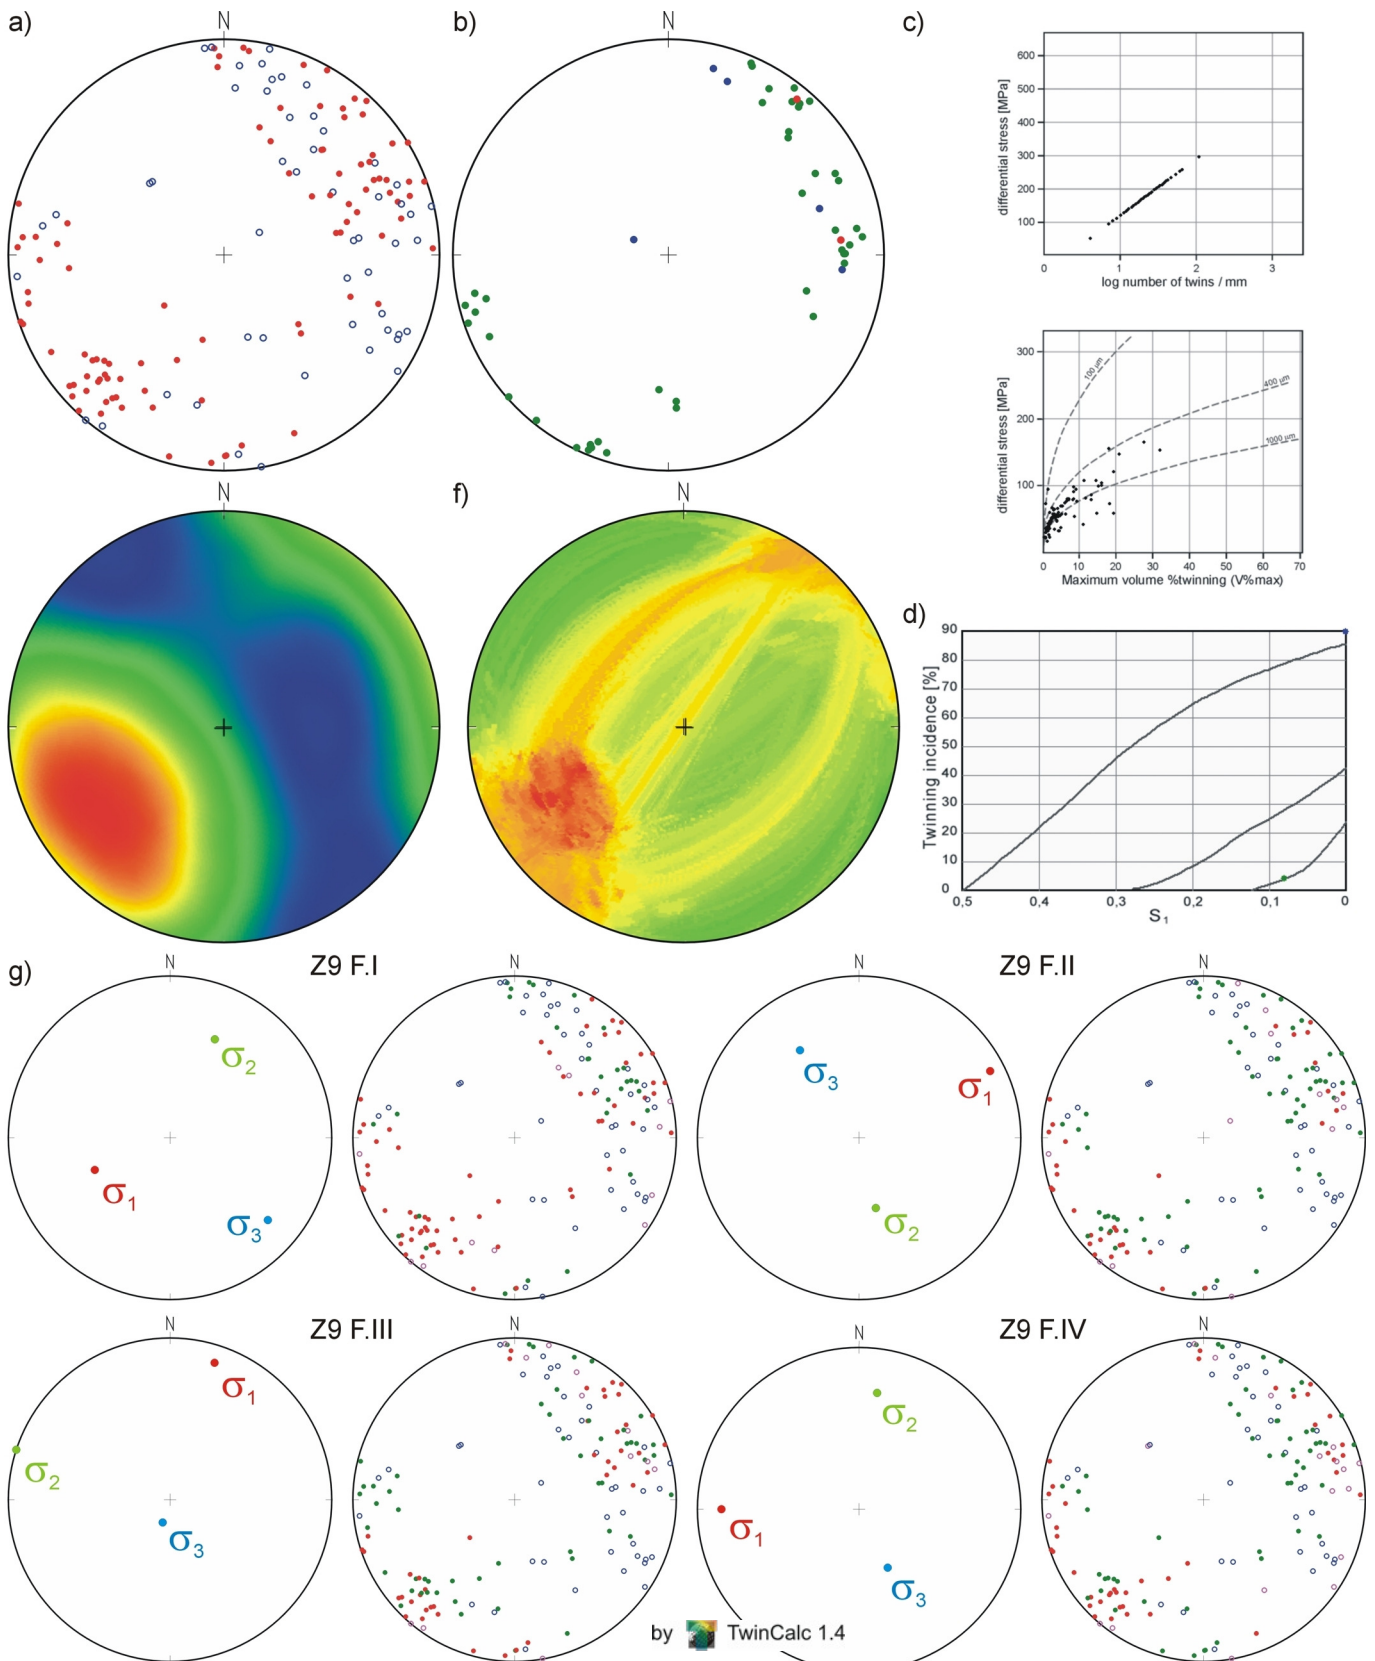 a)
N
b)
N
c)
differential stress [MPa]
600
500
400
300
200
100
0 1 2 3
log number of twins / mm
differential stress [MPa]
300
200
100
100 µm
400 µm
1000 µm
0 10 20 30 40 50 60 70
Maximum volume %twinning (V%max)
N
f)
N
d)
Twinning incidence [%]
90
80
70
60
50
40
30
20
10
0
0,5 0,4 0,3 0,2 0,1 0
S1
g)
N
Z9 F.I
N
σ2
σ1
σ3
N
Z9 F.II
N
σ3
σ1
σ2
N
Z9 F.III
N
σ1
σ2
σ3
N
Z9 F.IV
N
σ2
σ1
σ3
by TwinCalc 1.4